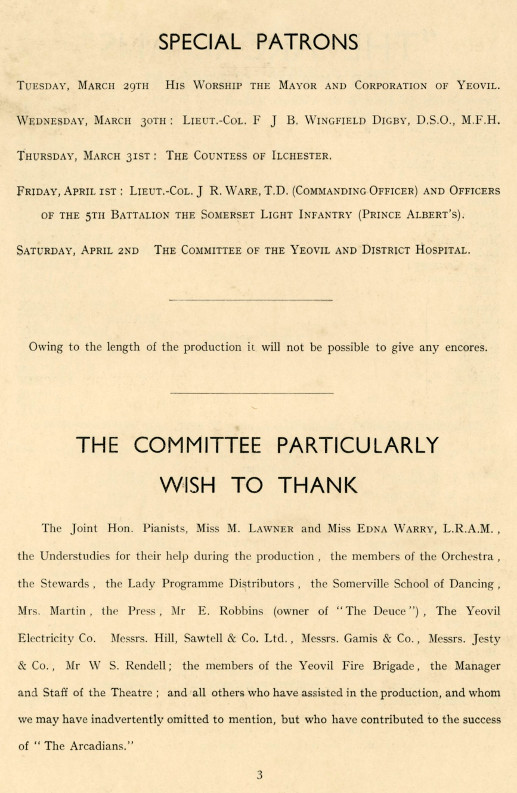 SPECIAL PATRONS
Tuesday, March 29th His Worship the Mayor and Corporation of Yeovil.
Wednesday, March 30th: Lieut.-Col. F J B. Wingfield Digby, D.S.O., M.F.H.
Thursday, March 31st: The Countess of Ilchester.
Friday, April 1st: Lieut.-Col. J R. Ware, T.D. (Commanding Officer) and Officers
of the 5th Battalion the Somerset Light Infantry (Prince Albert's).
Saturday, April 2nd The Committee of the Yeovil and District Hospital.
Owing to the length of the production it will not be possible to give any encores.
THE COMMITTEE PARTICULARLY
WISH TO THANK
The Joint Hon. Pianists, Miss M. Lawner and Miss Edna Warry, L.R.A.M.,
the Understudies for their help during the production, the members of the Orchestra,
the Stewards, the Lady Programme Distributors, the Somerville School of Dancing,
Mrs. Martin, the Press, Mr E. Robbins (owner of "The Deuce"), The Yeovil
Electricity Co. Messrs. Hill, Sawtell & Co. Ltd., Messrs. Gamis & Co., Messrs. Jesty
& Co., Mr W S. Rendell; the members of the Yeovil Fire Brigade, the Manager
and Staff of the Theatre; and all others who have assisted in the production, and whom
we may have inadvertently omitted to mention, but who have contributed to the success
of "The Arcadians."
3